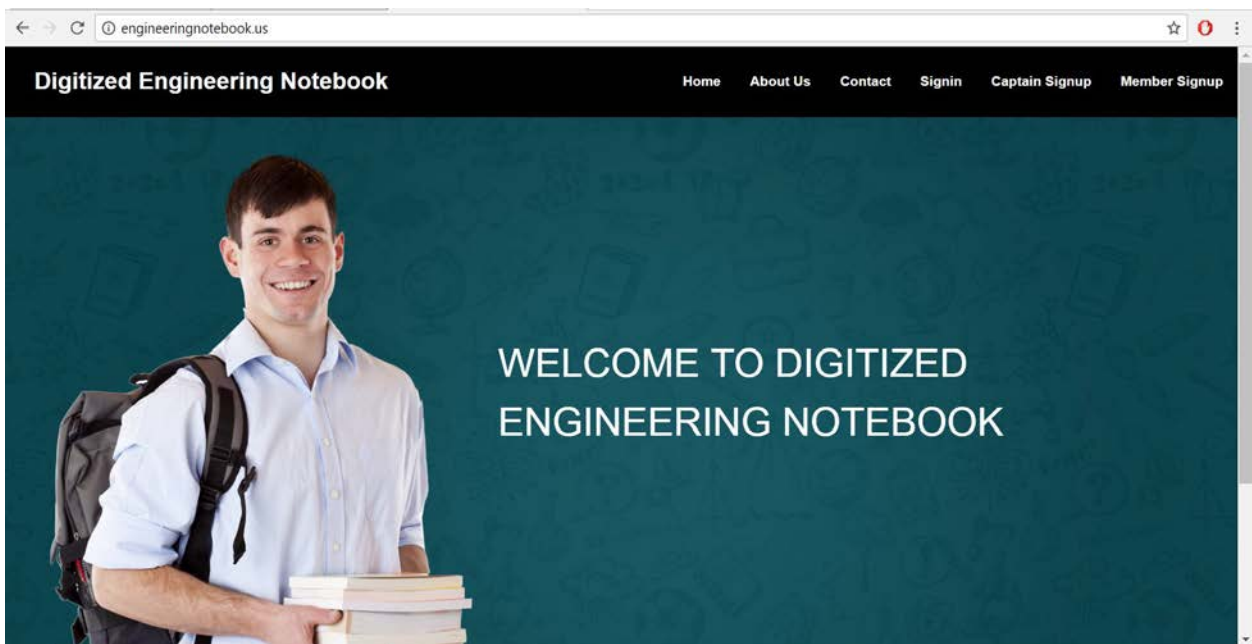 engineeringnotebook.us
Digitized Engineering Notebook
Home About Us Contact Signin Captain Signup Member Signup
WELCOME TO DIGITIZED
ENGINEERING NOTEBOOK